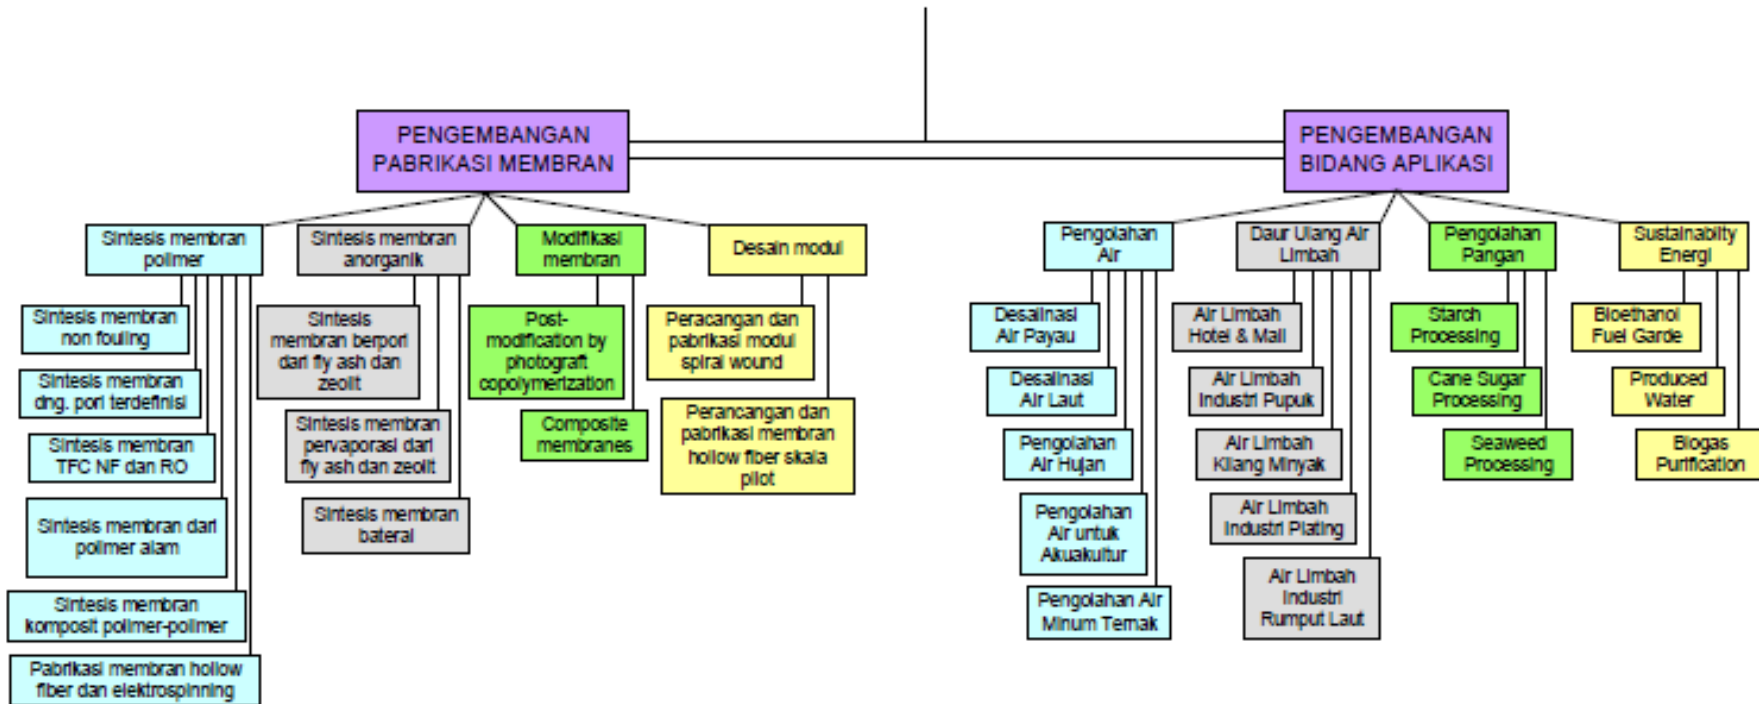 PENGEMBANGAN
PABRIKASI MEMBRAN
PENGEMBANGAN
BIDANG APLIKASI
Sintesis membran
polimer
Sintesis membran
anorganik
Modifikasi
membran
Desain modul
Pengolahan
Air
Daur Ulang Air
Limbah
Pengolahan
Pangan
Sustainabilty
Energi
Sintesis membran
non fouling
Sintesis membran
dng. pori terdefinisi
Sintesis membran
TFC NF dan RO
Sintesis membran dari
polimer alam
Sintesis membran
komposit polimer-polimer
Pabrikasi membran hollow
fiber dan elektrospinning
Sintesis
membran berpori
dari fly ash dan
zeolit
Sintesis membran
pervaporasi dari
fly ash dan zeolit
Sintesis membran
baterai
Post-
modification by
photograft
copolymerization
Composite
membranes
Peracangan dan
pabrikasi modul
spiral wound
Perancangan dan
pabrikasi membran
hollow fiber skala
pilot
Desalinasi
Air Payau
Desalinasi
Air Laut
Pengolahan
Air Hujan
Pengolahan
Air untuk
Akuakultur
Pengolahan Air
Minum Ternak
Air Limbah
Hotel & Mall
Air Limbah
Industri Pupuk
Air Limbah
Kilang Minyak
Air Limbah
Industri Plating
Air Limbah
Industri
Rumput Laut
Starch
Processing
Cane Sugar
Processing
Seaweed
Processing
Bioethanol
Fuel Garde
Produced
Water
Biogas
Purification